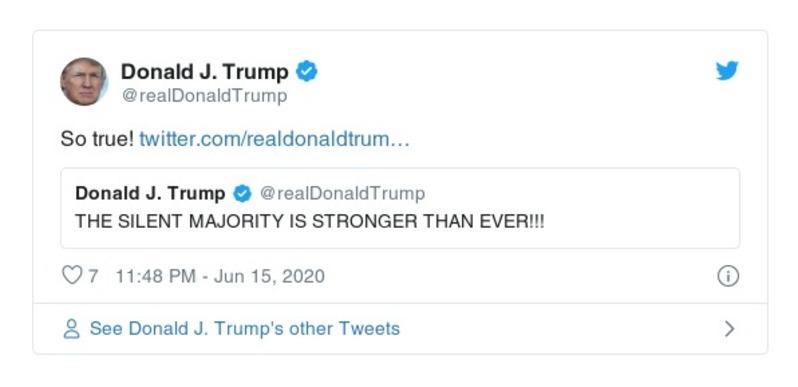 Donald J. Trump
@realDonaldTrump
So true! twitter.com/realdonaldtrum…
Donald J. Trump @realDonaldTrump
THE SILENT MAJORITY IS STRONGER THAN EVER!!!
7 11:48 PM - Jun 15, 2020
See Donald J. Trump's other Tweets